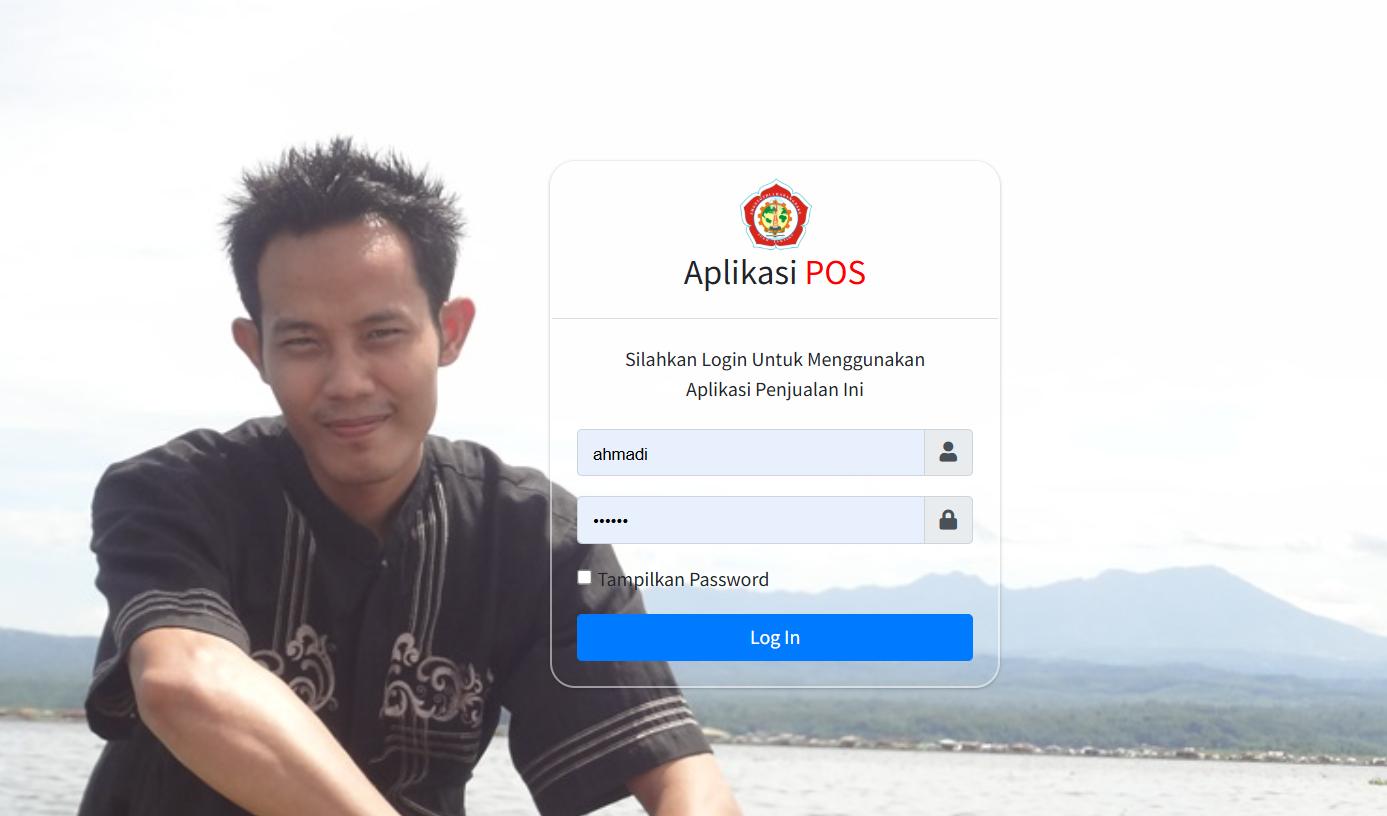 Aplikasi POS
Silahkan Login Untuk Menggunakan
Aplikasi Penjualan Ini
ahmadi
••••••
Tampilkan Password
Log In